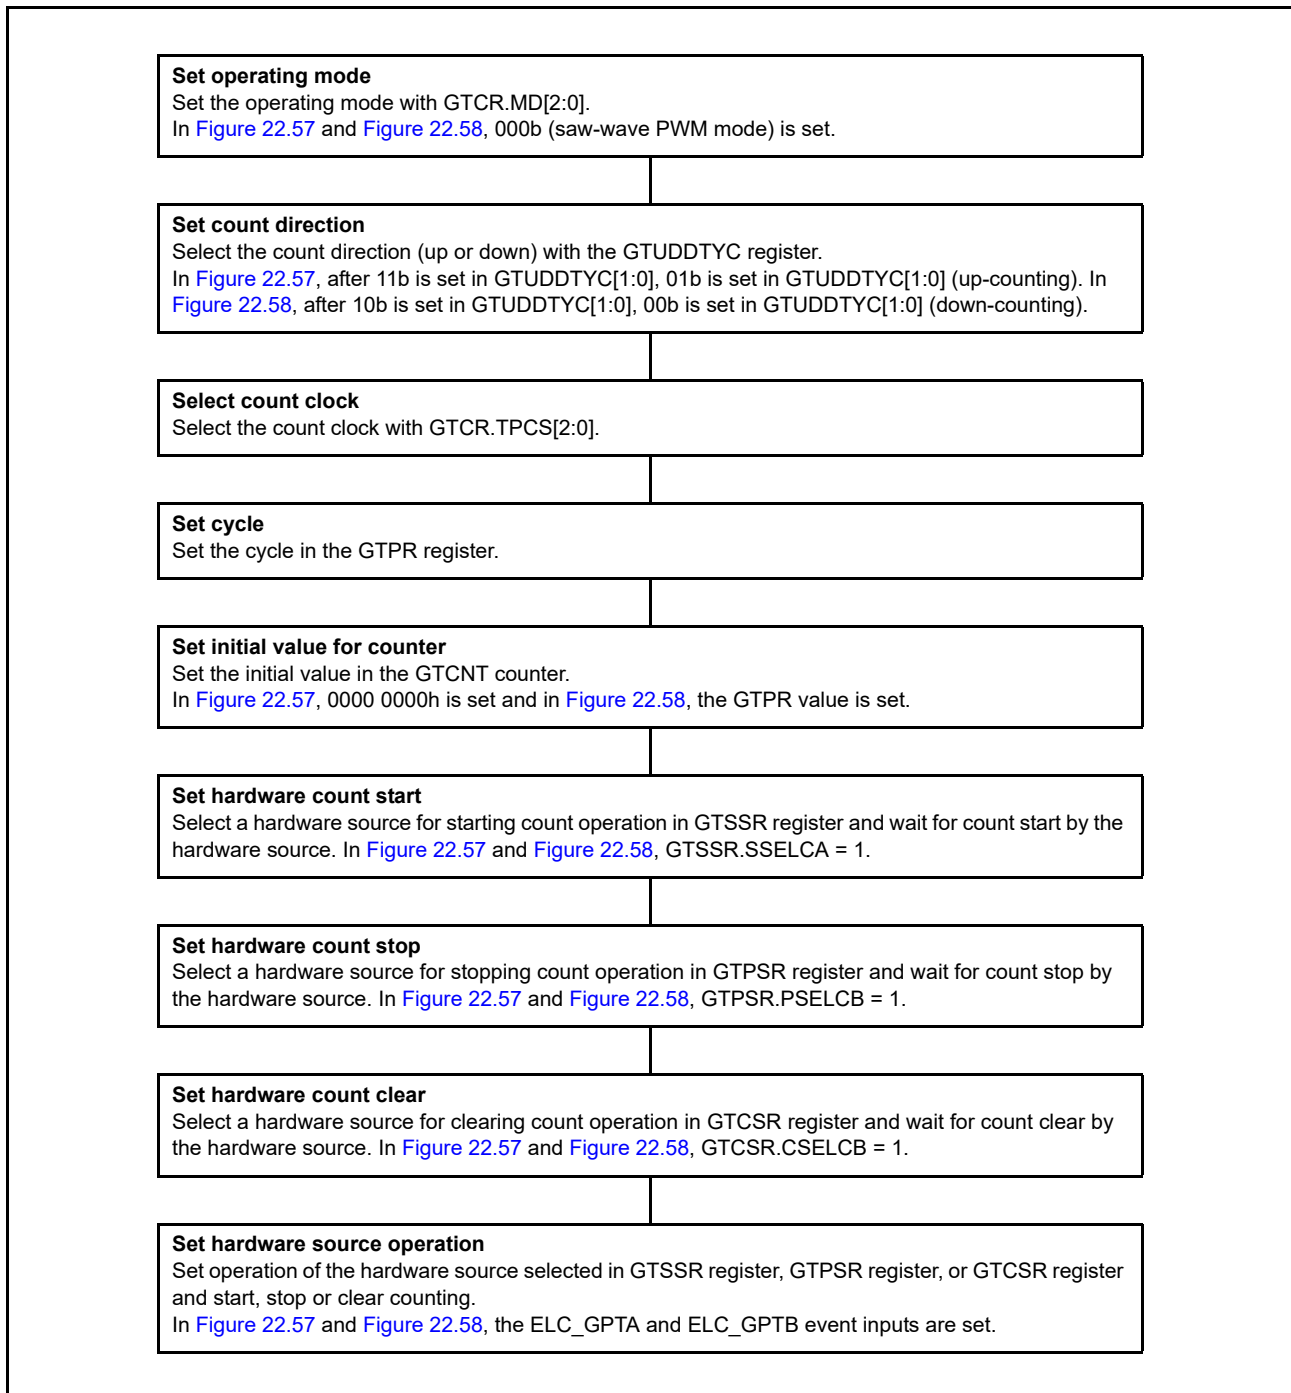 Set operating mode
Set the operating mode with GTCR.MD[2:0].
In Figure 22.57 and Figure 22.58, 000b (saw-wave PWM mode) is set.
Set count direction
Select the count direction (up or down) with the GTUDDTYC register.
In Figure 22.57, after 11b is set in GTUDDTYC[1:0], 01b is set in GTUDDTYC[1:0] (up-counting). In
Figure 22.58, after 10b is set in GTUDDTYC[1:0], 00b is set in GTUDDTYC[1:0] (down-counting).
Select count clock
Select the count clock with GTCR.TPCS[2:0].
Set cycle
Set the cycle in the GTPR register.
Set initial value for counter
Set the initial value in the GTCNT counter.
In Figure 22.57, 0000 0000h is set and in Figure 22.58, the GTPR value is set.
Set hardware count start
Select a hardware source for starting count operation in GTSSR register and wait for count start by the
hardware source. In Figure 22.57 and Figure 22.58, GTSSR.SSELCA = 1.
Set hardware count stop
Select a hardware source for stopping count operation in GTPSR register and wait for count stop by
the hardware source. In Figure 22.57 and Figure 22.58, GTPSR.PSELCB = 1.
Set hardware count clear
Select a hardware source for clearing count operation in GTCSR register and wait for count clear by
the hardware source. In Figure 22.57 and Figure 22.58, GTCSR.CSELCB = 1.
Set hardware source operation
Set operation of the hardware source selected in GTSSR register, GTPSR register, or GTCSR register
and start, stop or clear counting.
In Figure 22.57 and Figure 22.58, the ELC_GPTA and ELC_GPTB event inputs are set.